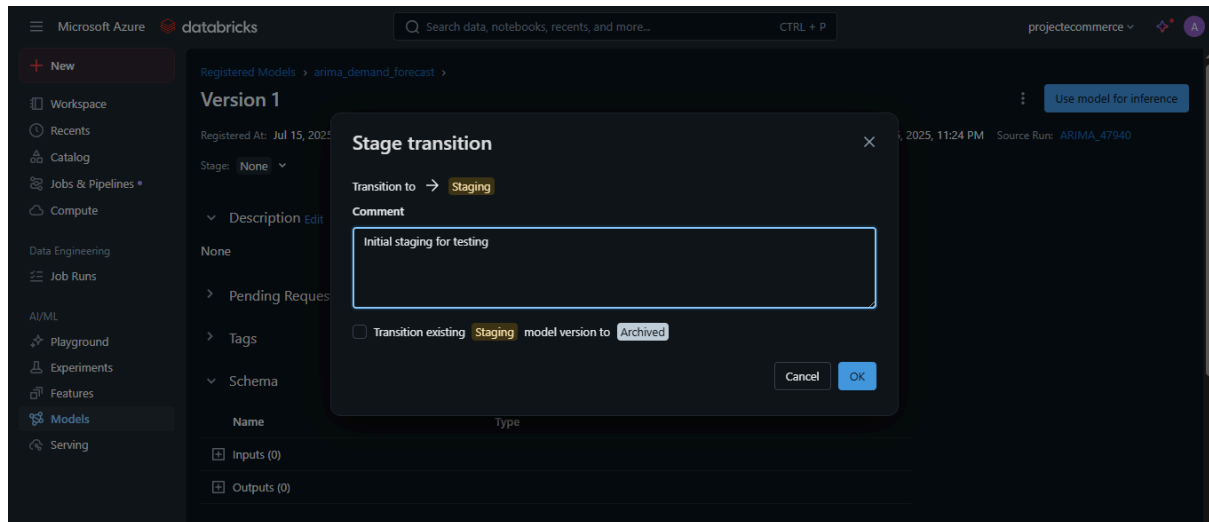 Microsoft Azure databricks Search data, notebooks, recents, and more... CTRL + P projectecommerce A
New
Workspace
Recents
Catalog
Jobs & Pipelines
Compute
Data Engineering
Job Runs
AI/ML
Playground
Experiments
Features
Models
Serving
Registered Models › arima_demand_forecast ›
Version 1
Use model for inference
Registered At: Jul 15, 2025
, 2025, 11:24 PM Source Run: ARIMA_47940
Stage: None
Description Edit
None
Pending Reques
Tags
Schema
Name Type
Inputs (0)
Outputs (0)
Stage transition
Transition to → Staging
Comment
Initial staging for testing
Transition existing Staging model version to Archived
Cancel OK